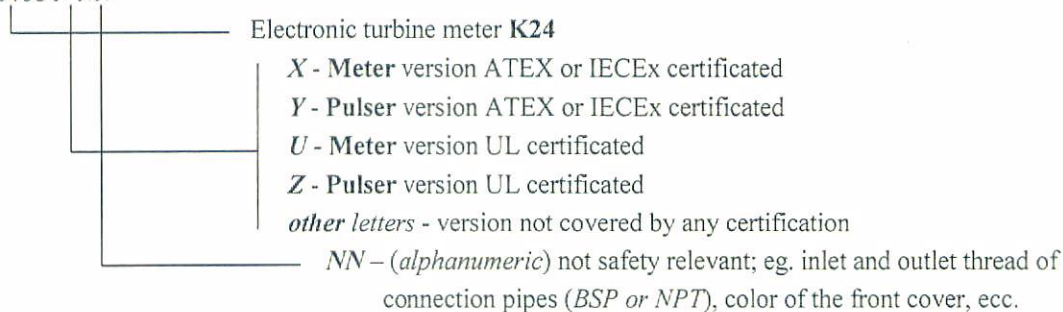 Electronic turbine meter K24
X - Meter version ATEX or IECEx certificated
Y - Pulser version ATEX or IECEx certificated
U - Meter version UL certificated
Z - Pulser version UL certificated
other letters - version not covered by any certification
NN – (alphanumeric) not safety relevant; eg. inlet and outlet thread of
connection pipes (BSP or NPT), color of the front cover, ecc.